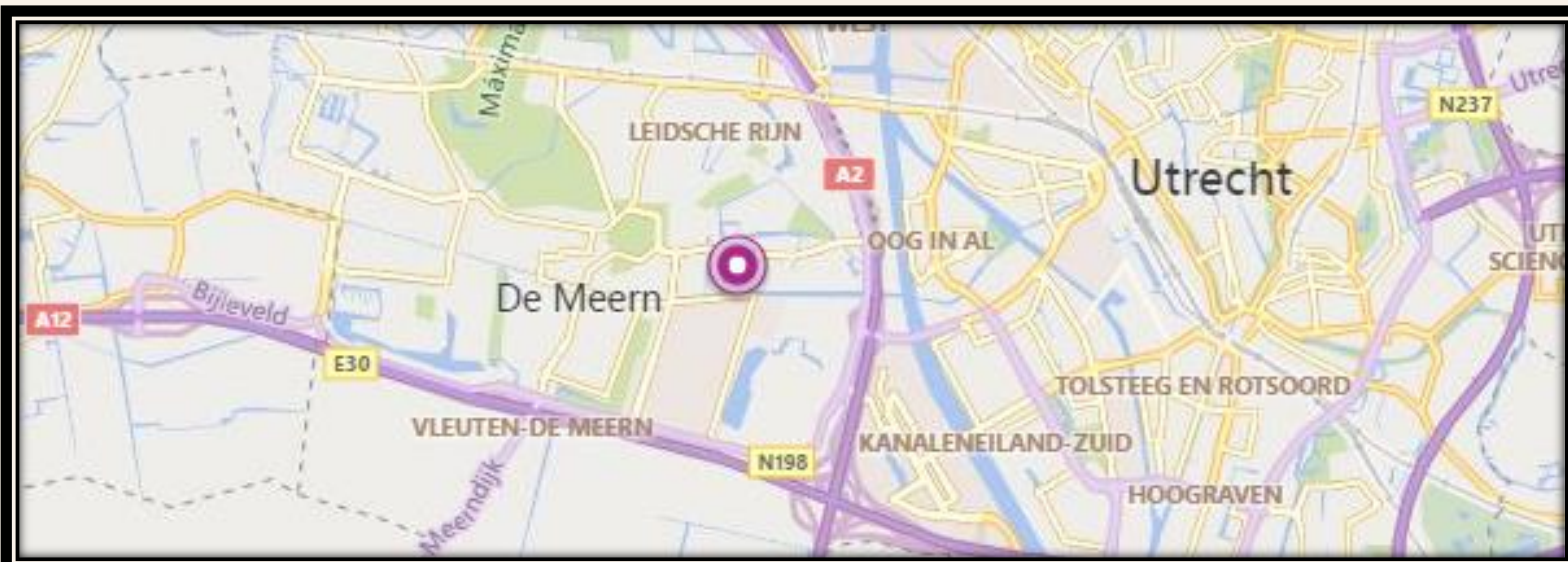 Máxima
LEIDSCHE RIJN
N237
A2
Utrecht
OOG IN AL
De Meern
Bijleveld
A12
E30
TOLSTEEG EN ROTSOORD
VLEUTEN-DE MEERN
KANALENEILAND-ZUID
N198
HOOGRAVEN
Meerndijk